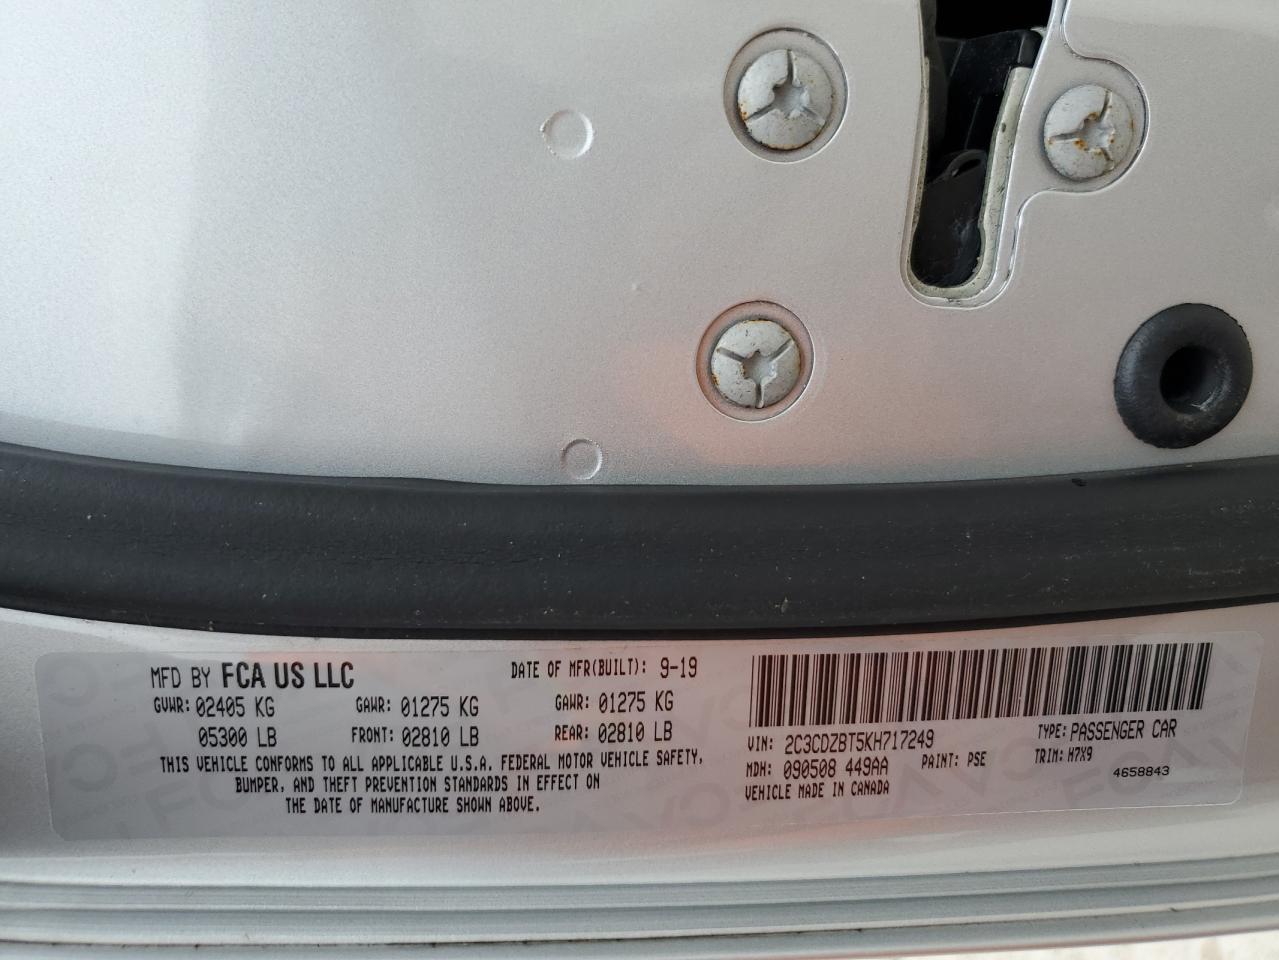 MFD BY FCA US LLC DATE OF MFR(BUILT): 9-19
GVWR: 02405 KG GAWR: 01275 KG GAWR: 01275 KG
05300 LB FRONT: 02810 LB REAR: 02810 LB
THIS VEHICLE CONFORMS TO ALL APPLICABLE U.S.A. FEDERAL MOTOR VEHICLE SAFETY,
BUMPER, AND THEFT PREVENTION STANDARDS IN EFFECT ON
THE DATE OF MANUFACTURE SHOWN ABOVE.
VIN: 2C3CDZBT5KH717249 TYPE: PASSENGER CAR
MDH: 090508 449AA PAINT: PSE TRIM: H7X9
VEHICLE MADE IN CANADA 4658843